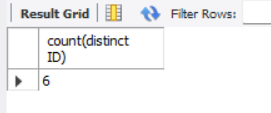 Result Grid Filter Rows:
count(distinct
ID)
6